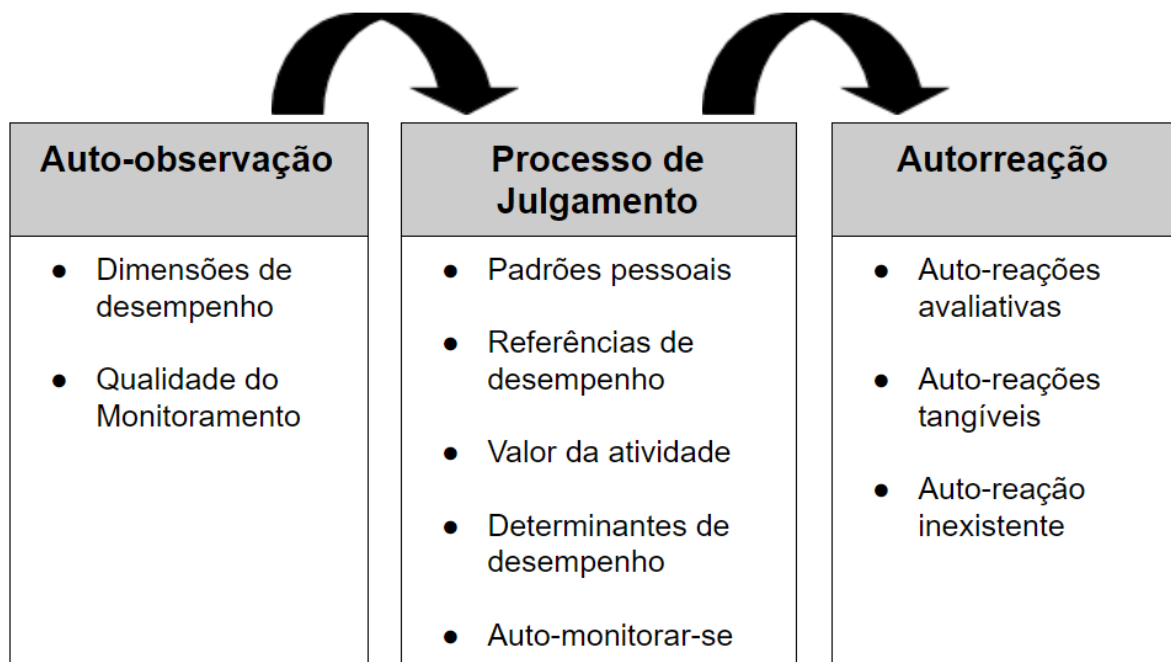 Auto-observação
● Dimensões de
desempenho
● Qualidade do
Monitoramento
Processo de
Julgamento
● Padrões pessoais
● Referências de
desempenho
● Valor da atividade
● Determinantes de
desempenho
● Auto-monitorar-se
Autorreação
● Auto-reações
avaliativas
● Auto-reações
tangíveis
● Auto-reação
inexistente